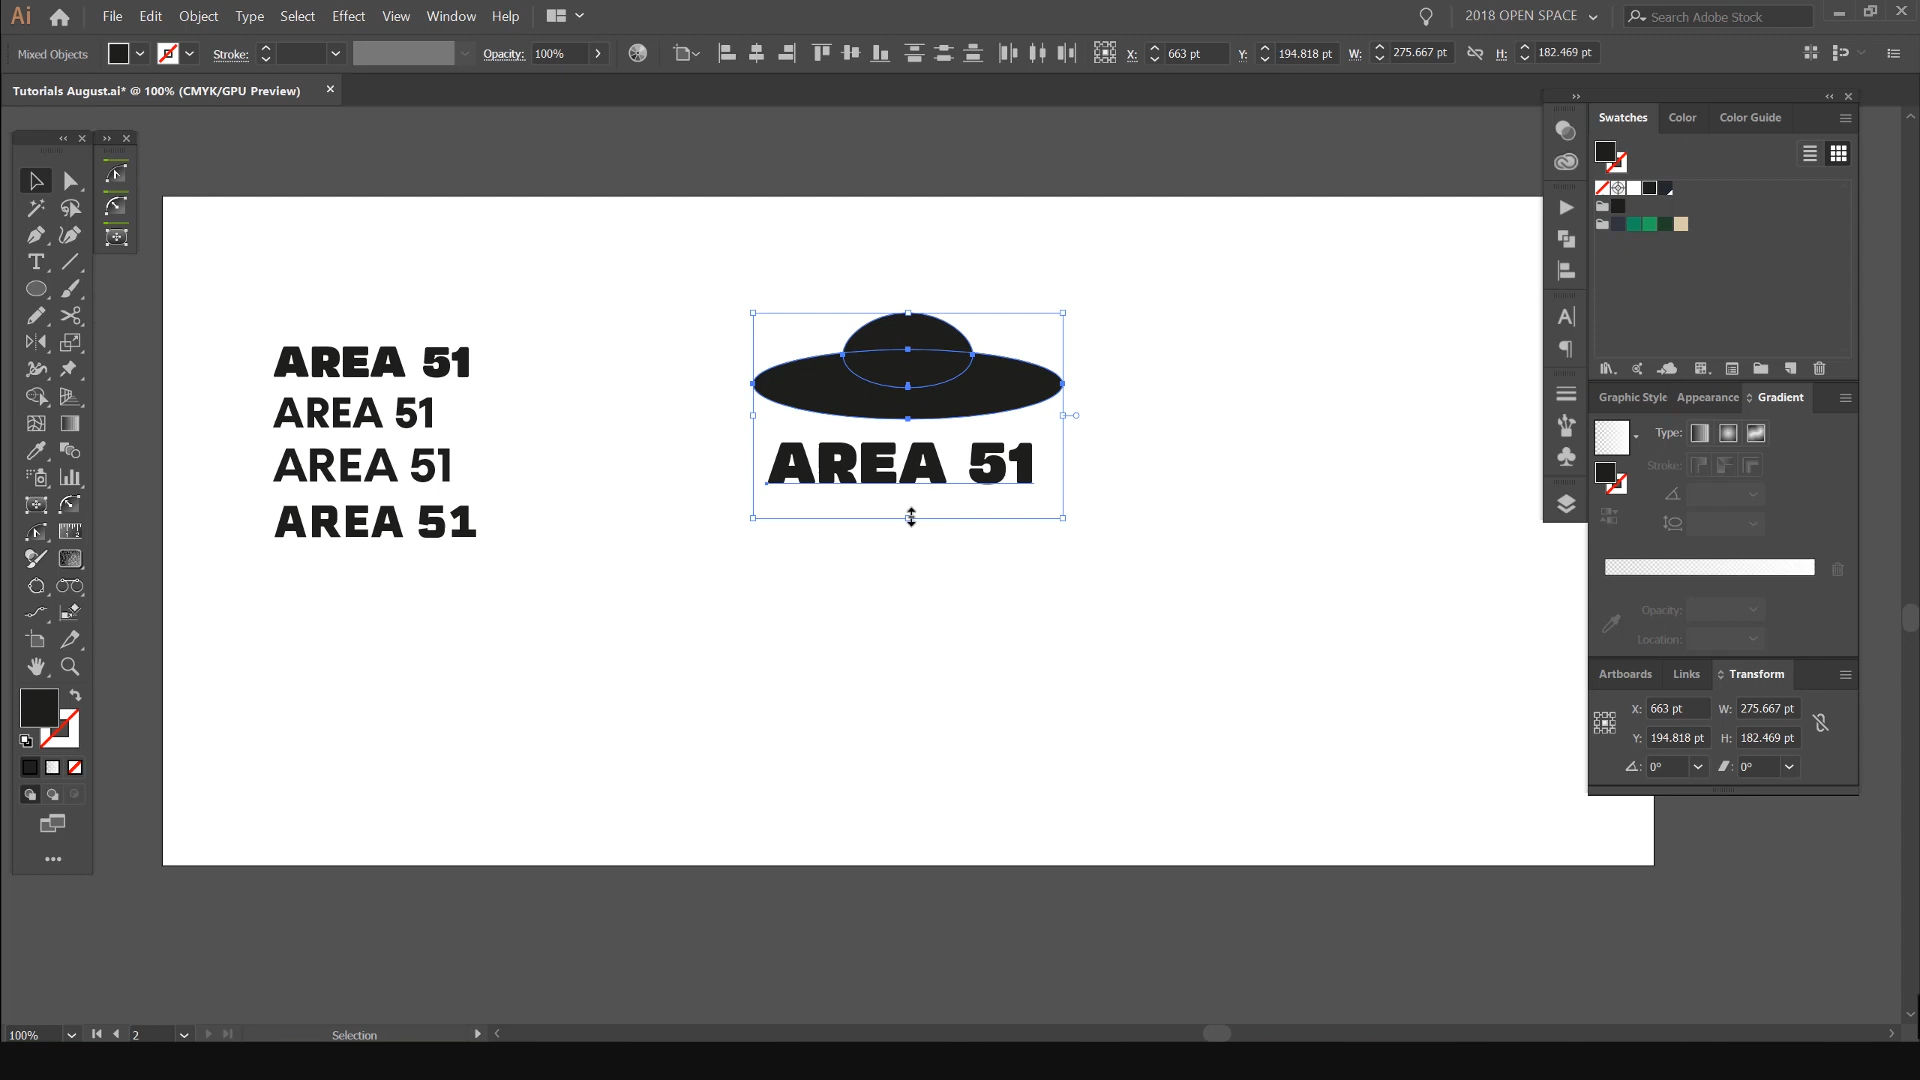 Ai File Edit Object Type Select Effect View Window Help 2018 OPEN SPACE Search Adobe Stock
Mixed Objects Stroke: Opacity: 100% X: 663 pt Y: 194.818 pt W: 275.667 pt H: 182.469 pt
Tutorials August.ai* @ 100% (CMYK/GPU Preview)
Swatches Color Color Guide
AREA 51
AREA 51
AREA 51
AREA 51
AREA 51
Graphic Style Appearance Gradient
Type:
Stroke:
Opacity:
Location:
Artboards Links Transform
X: 663 pt W: 275.667 pt
Y: 194.818 pt H: 182.469 pt
0° 0°
100% 2 Selection